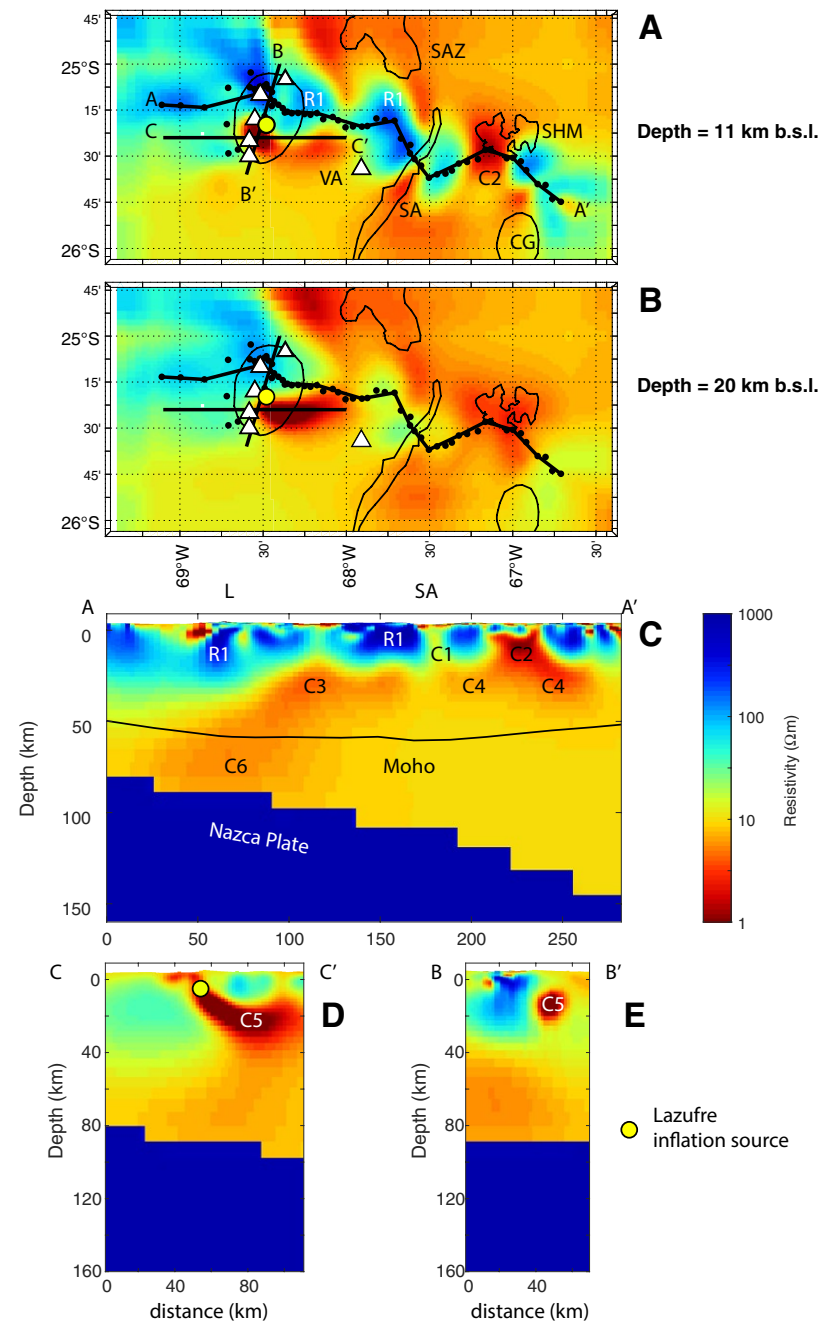 A
45'
B
SAZ
25°S
A
R1
R1
15'
C
Depth = 11 km b.s.l.
SHM
30'
C'
VA
C2
B'
45'
SA
A'
CG
26°S
B
45'
25°S
15'
Depth = 20 km b.s.l.
30'
45'
26°S
69°W
30'
68°W
30'
67°W
30'
L
SA
A
A'
C
0
R1
R1
C1
C2
C3
C4
C4
50
C6
Moho
100
Nazca Plate
150
Depth (km)
0
50
100
150
200
250
1000
100
10
1
Resistivity (Ωm)
C
C'
D
0
C5
40
80
120
160
Depth (km)
0
40
80
distance (km)
B
B'
E
0
C5
40
80
120
160
Depth (km)
0
40
distance (km)
Lazufre
inflation source